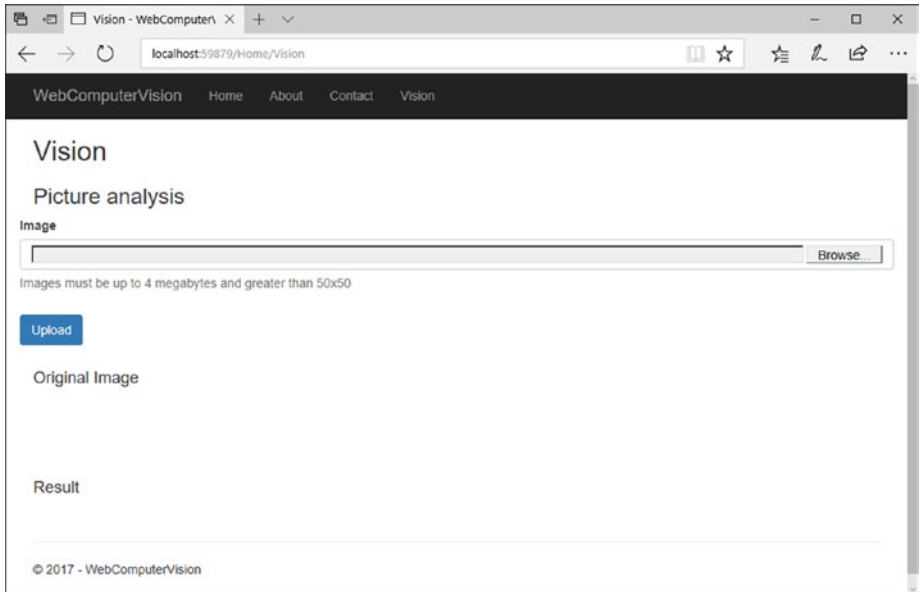 Vision - WebComputerV
localhost:59879/Home/Vision
WebComputerVision Home About Contact Vision
Vision
Picture analysis
Image
Browse...
Images must be up to 4 megabytes and greater than 50x50
Upload
Original Image
Result
© 2017 - WebComputerVision